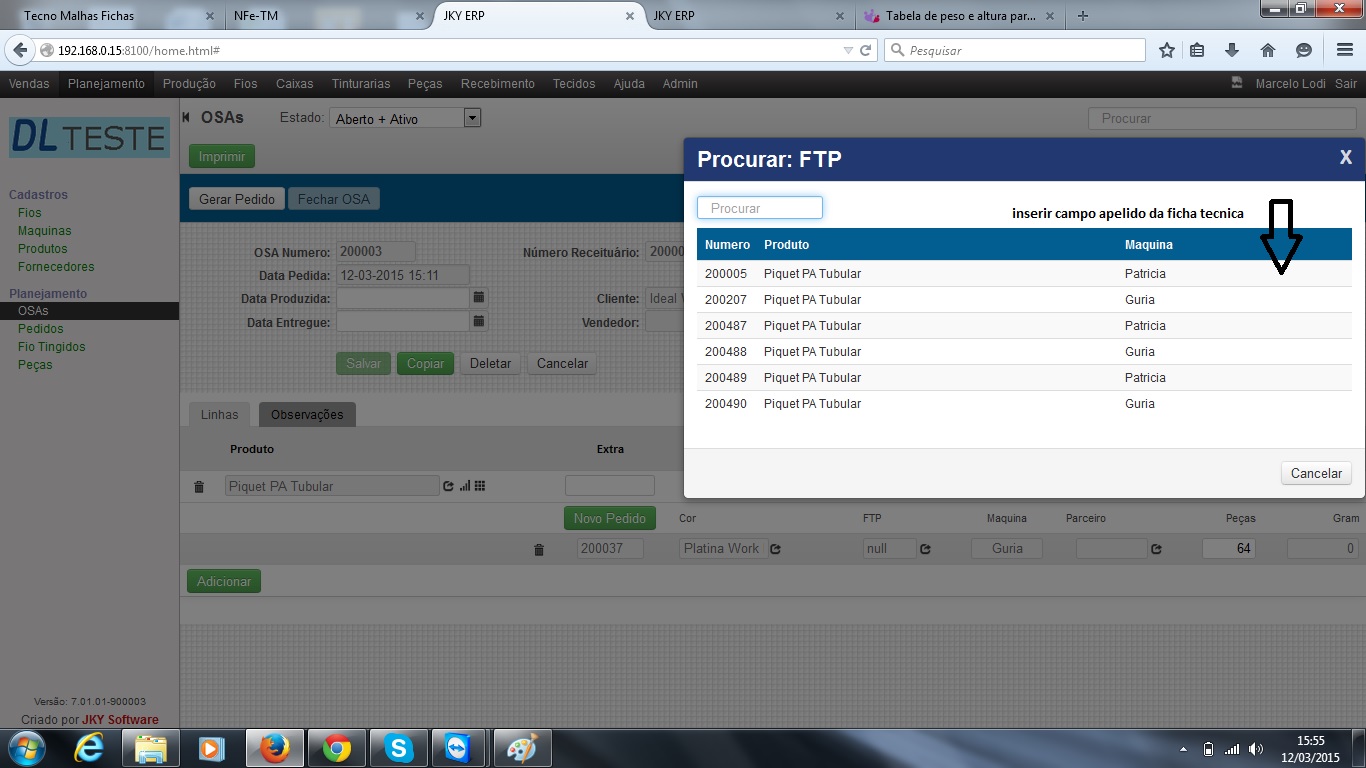 Tecno Malhas Fichas
NFe-TM
JKY ERP
JKY ERP
Tabela de peso e altura par...
192.168.0.15:8100/home.html#
Pesquisar
Vendas Planejamento Produção Fios Caixas Tinturarias Peças Recebimento Tecidos Ajuda Admin
Marcelo Lodi Sair
DL TESTE
Cadastros
Fios
Maquinas
Produtos
Fornecedores
Planejamento
OSAs
Pedidos
Fio Tingidos
Peças
Versão: 7.01.01-900003
Criado por JKY Software
OSAs
Estado: Aberto + Ativo
Procurar
Imprimir
Gerar Pedido Fechar OSA
OSA Numero: 200003
Número Receituário: 20000
Data Pedida: 12-03-2015 15:11
Data Produzida:
Cliente: Ideal
Data Entregue:
Vendedor:
Salvar Copiar Deletar Cancelar
Linhas Observações
Produto Extra
Piquet PA Tubular
Novo Pedido Cor FTP Maquina Parceiro Peças Gram
200037 Platina Work null Guria 64 0
Adicionar
Procurar: FTP X
Procurar
inserir campo apelido da ficha tecnica
Numero Produto Maquina
200005 Piquet PA Tubular Patricia
200207 Piquet PA Tubular Guria
200487 Piquet PA Tubular Patricia
200488 Piquet PA Tubular Guria
200489 Piquet PA Tubular Patricia
200490 Piquet PA Tubular Guria
Cancelar
15:55
12/03/2015